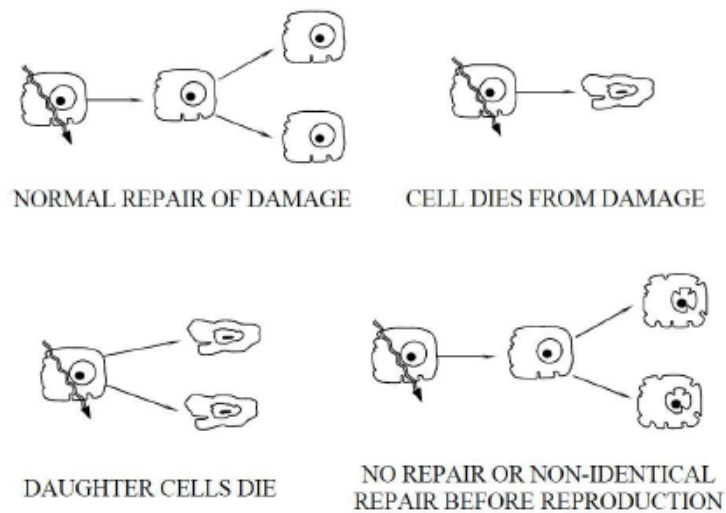 NORMAL REPAIR OF DAMAGE
CELL DIES FROM DAMAGE
DAUGHTER CELLS DIE
NO REPAIR OR NON-IDENTICAL
REPAIR BEFORE REPRODUCTION